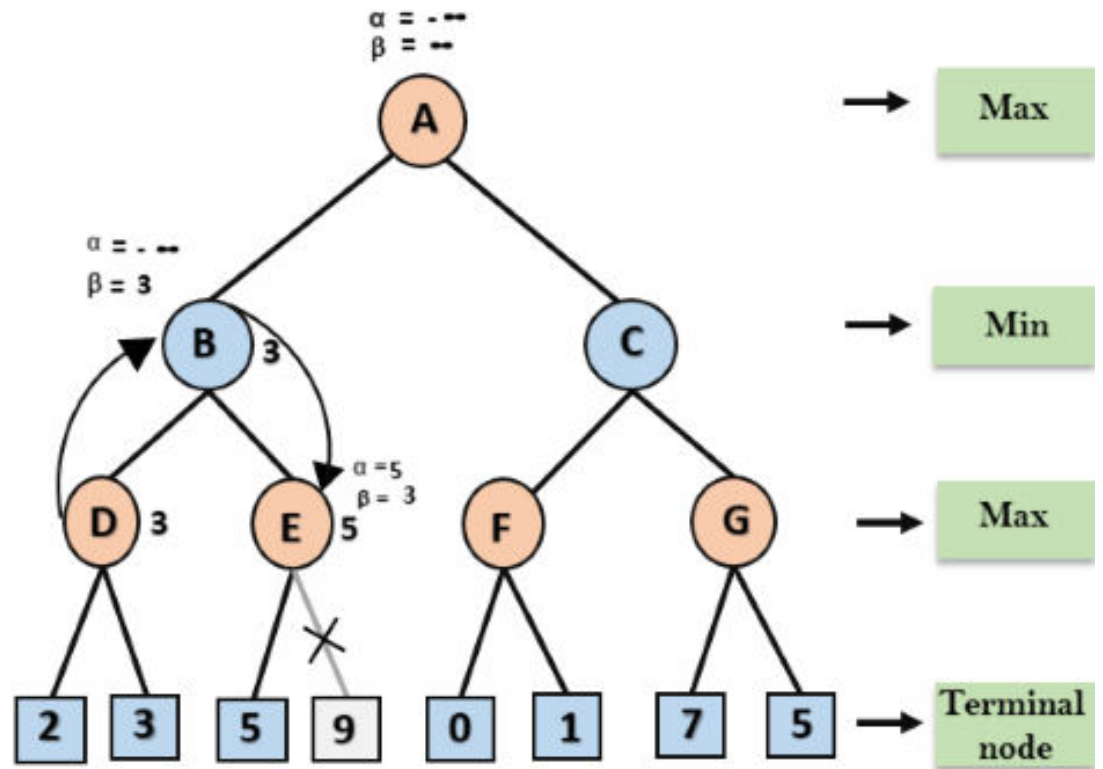 α = - ∞
β = ∞
A
Max
α = - ∞
β = 3
B
3
C
Min
α = 5
β = 3
D
3
E
5
F
G
Max
2
3
5
9
0
1
7
5
Terminal
node